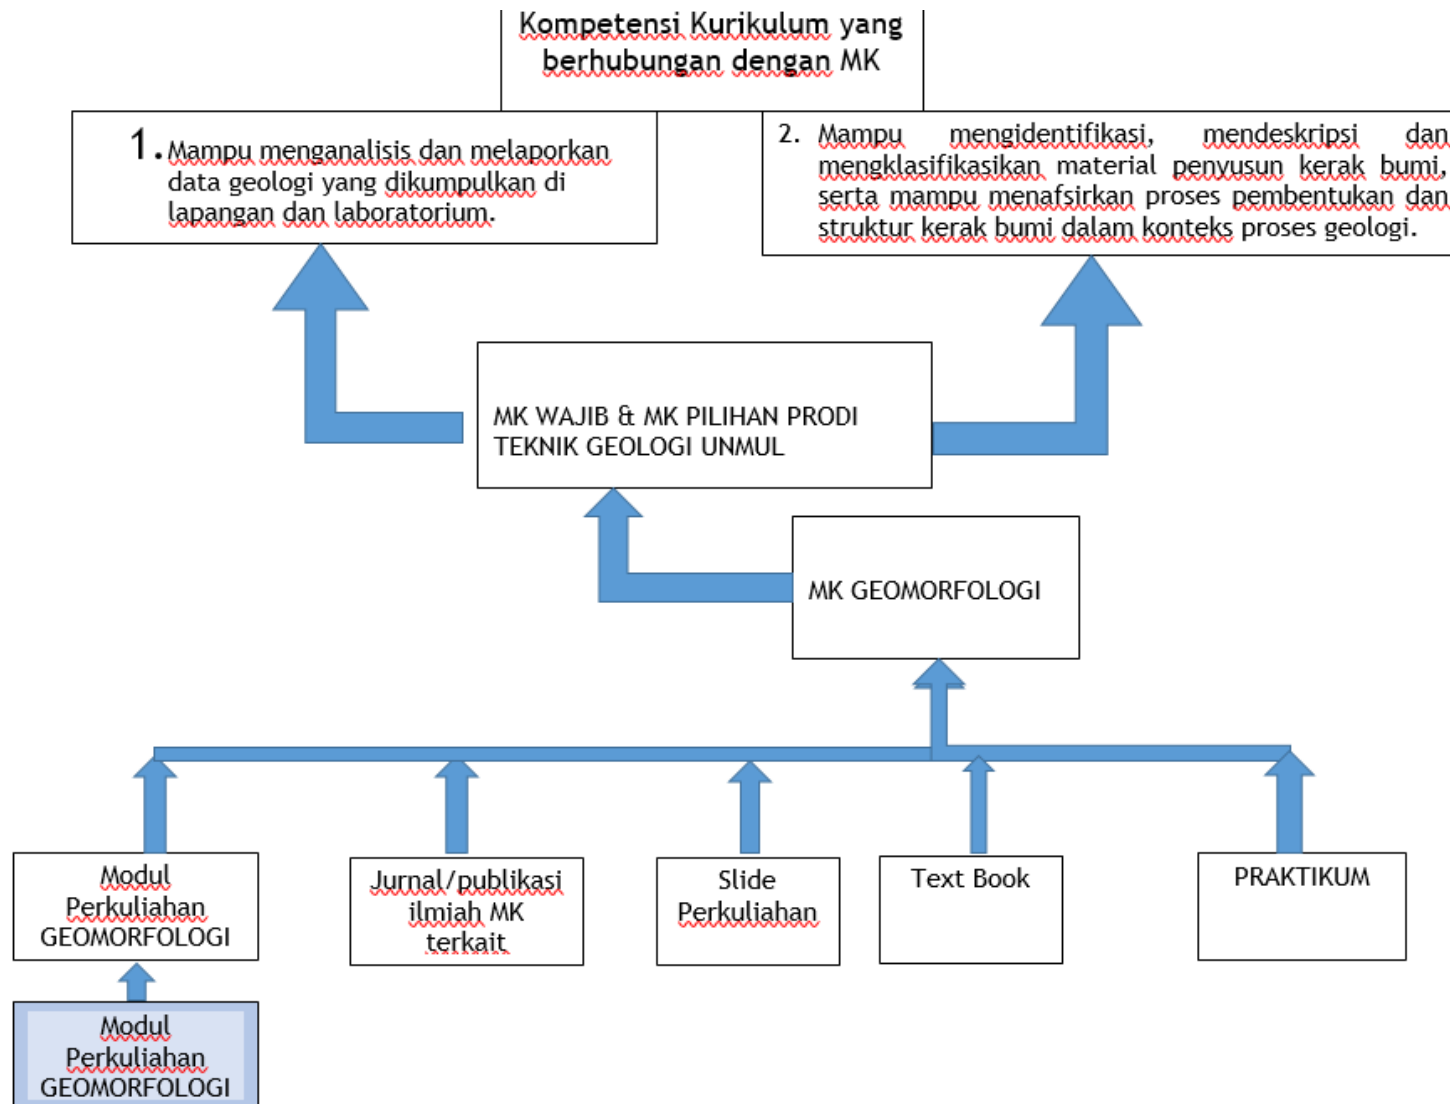 Kompetensi Kurikulum yang
berhubungan dengan MK
1. Mampu menganalisis dan melaporkan
data geologi yang dikumpulkan di
lapangan dan laboratorium.
2. Mampu mengidentifikasi, mendeskripsi dan
mengklasifikasikan material penyusun kerak bumi,
serta mampu menafsirkan proses pembentukan dan
struktur kerak bumi dalam konteks proses geologi.
MK WAJIB & MK PILIHAN PRODI
TEKNIK GEOLOGI UNMUL
MK GEOMORFOLOGI
Modul
Perkuliahan
GEOMORFOLOGI
Jurnal/publikasi
ilmiah MK
terkait
Slide
Perkuliahan
Text Book
PRAKTIKUM
Modul
Perkuliahan
GEOMORFOLOGI